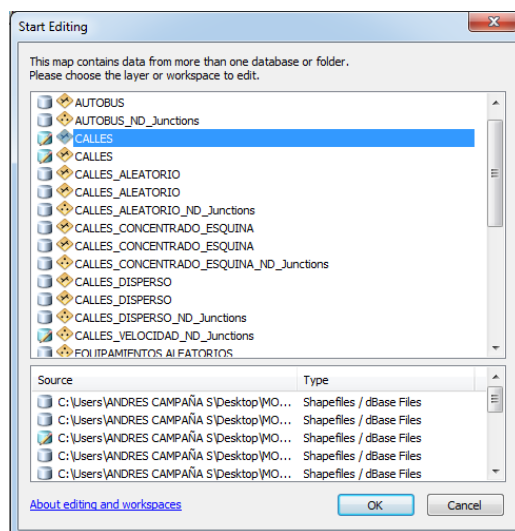 Start Editing
This map contains data from more than one database or folder.
Please choose the layer or workspace to edit.
AUTOBUS
AUTOBUS_ND_Junctions
CALLES
CALLES
CALLES_ALEATORIO
CALLES_ALEATORIO
CALLES_ALEATORIO_ND_Junctions
CALLES_CONCENTRADO_ESQUINA
CALLES_CONCENTRADO_ESQUINA
CALLES_CONCENTRADO_ESQUINA_ND_Junctions
CALLES_DISPERSO
CALLES_DISPERSO
CALLES_DISPERSO_ND_Junctions
CALLES_VELOCIDAD_ND_Junctions
EQUIPAMIENTOS ALEATORIOS
Source Type
C:\Users\ANDRES CAMPAÑA S\Desktop\MO... Shapefiles / dBase Files
C:\Users\ANDRES CAMPAÑA S\Desktop\MO... Shapefiles / dBase Files
C:\Users\ANDRES CAMPAÑA S\Desktop\MO... Shapefiles / dBase Files
C:\Users\ANDRES CAMPAÑA S\Desktop\MO... Shapefiles / dBase Files
C:\Users\ANDRES CAMPAÑA S\Desktop\MO... Shapefiles / dBase Files
About editing and workspaces OK Cancel